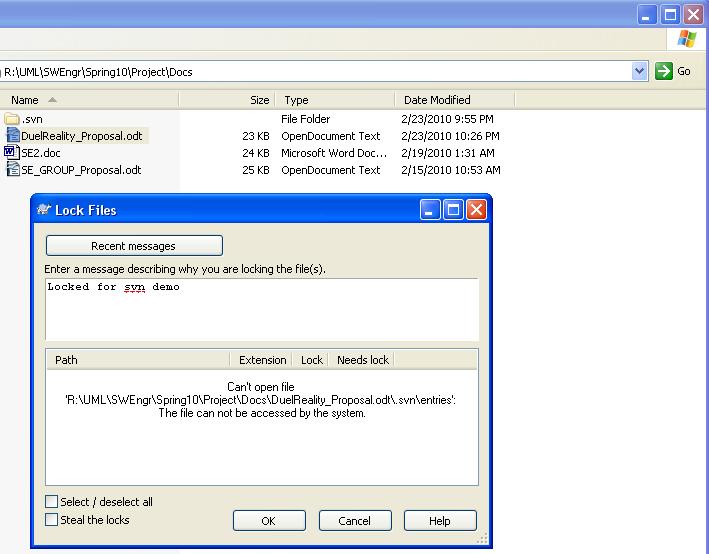 R:\UML\SWEngr\Spring10\Project\Docs Go
Name Size Type Date Modified
.svn File Folder 2/23/2010 9:55 PM
DuelReality_Proposal.odt 23 KB OpenDocument Text 2/23/2010 10:26 PM
SE2.doc 24 KB Microsoft Word Doc... 2/19/2010 1:31 AM
SE_GROUP_Proposal.odt 25 KB OpenDocument Text 2/15/2010 10:53 AM
Lock Files
Recent messages
Enter a message describing why you are locking the file(s).
Locked for svn demo
Path Extension Lock Needs lock
Can't open file
'R:\UML\SWEngr\Spring10\Project\Docs\DuelReality_Proposal.odt\.svn\entries':
The file can not be accessed by the system.
Select / deselect all
Steal the locks
OK Cancel Help